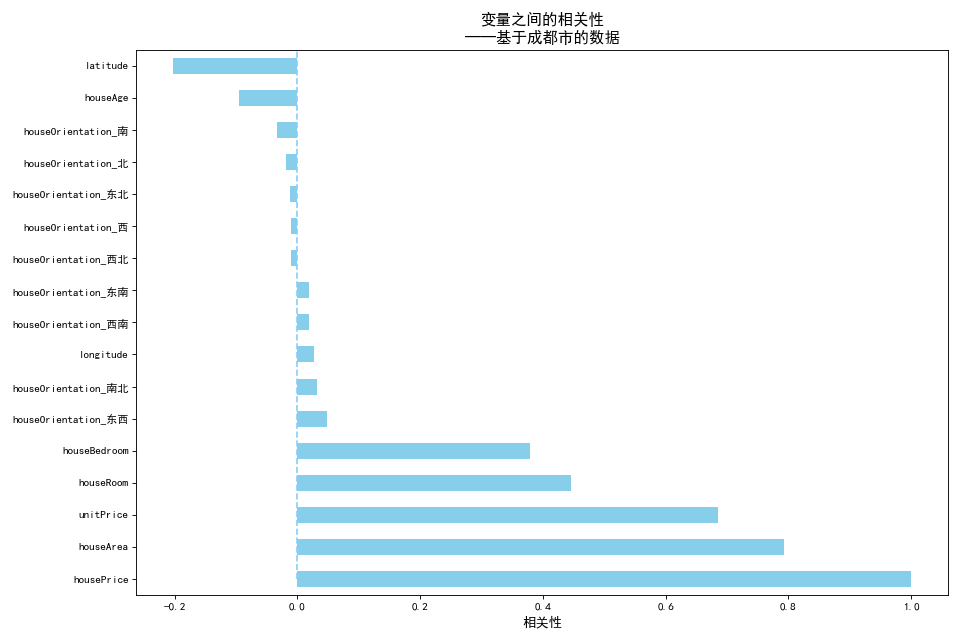 变量之间的相关性
——基于成都市的数据
latitude
houseAge
houseOrientation_南
houseOrientation_北
houseOrientation_东北
houseOrientation_西
houseOrientation_西北
houseOrientation_东南
houseOrientation_西南
longitude
houseOrientation_南北
houseOrientation_东西
houseBedroom
houseRoom
unitPrice
houseArea
housePrice
-0.2 0.0 0.2 0.4 0.6 0.8 1.0
相关性